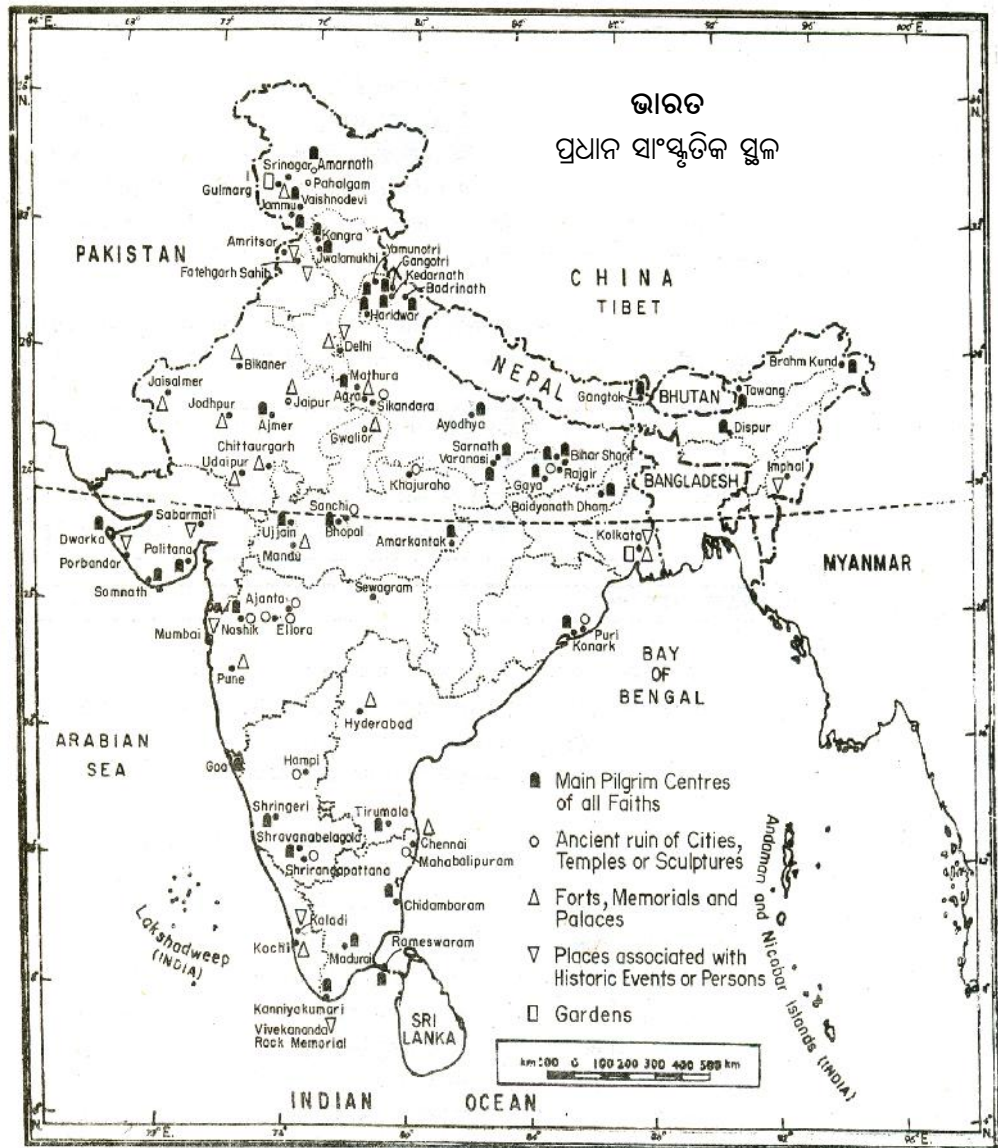 ଭାରତ
ପ୍ରଧାନ ସାଂସ୍କୃତିକ ସ୍ଥଳ
Srinagar
Amarnath
Gulmarg
Pahalgam
Vaishnodevi
Jammu
Kangra
Amritsar
Jwalamukhi
Fatehgarh Sahib
Yamunotri
Gangotri
Kedarnath
Badrinath
Haridwar
PAKISTAN
CHINA
TIBET
Delhi
Bikaner
Mathura
NEPAL
Brahm Kund
Jaisalmer
Jaipur
Agra
Sikandara
Gangtok
BHUTAN
Tawang
Jodhpur
Ajmer
Gwalior
Ayodhya
Dispur
Chittaurgarh
Sarnath
Varanasi
Bihar Sharif
Udaipur
Khajuraho
Gaya
Rajgir
BANGLADESH
Imphal
Baidyanath Dham
Sabarmati
Sanchi
Dwarka
Ujjain
Bhopal
Kolkata
Palitana
Mandu
Amarkantak
Porbandar
MYANMAR
Somnath
Ajanta
Sewagram
Mumbai
Nashik
Ellora
Puri
Konark
Pune
BAY
OF
BENGAL
Hyderabad
ARABIAN
SEA
Goa
Hampi
Main Pilgrim Centres
of all Faiths
Shringeri
Tirumala
Shravanabelagola
Chennai
Ancient ruin of Cities,
Temples or Sculptures
Shrirangapattana
Mahabalipuram
Forts, Memorials and
Palaces
Chidambaram
Lakshadweep
(INDIA)
Kaladi
Places associated with
Historic Events or Persons
Kochi
Madurai
Rameswaram
Gardens
Andaman and Nicobar Islands (INDIA)
Kanniyakumari
Vivekananda
Rock Memorial
SRI
LANKA
100 200 300 400 500 km
INDIAN OCEAN